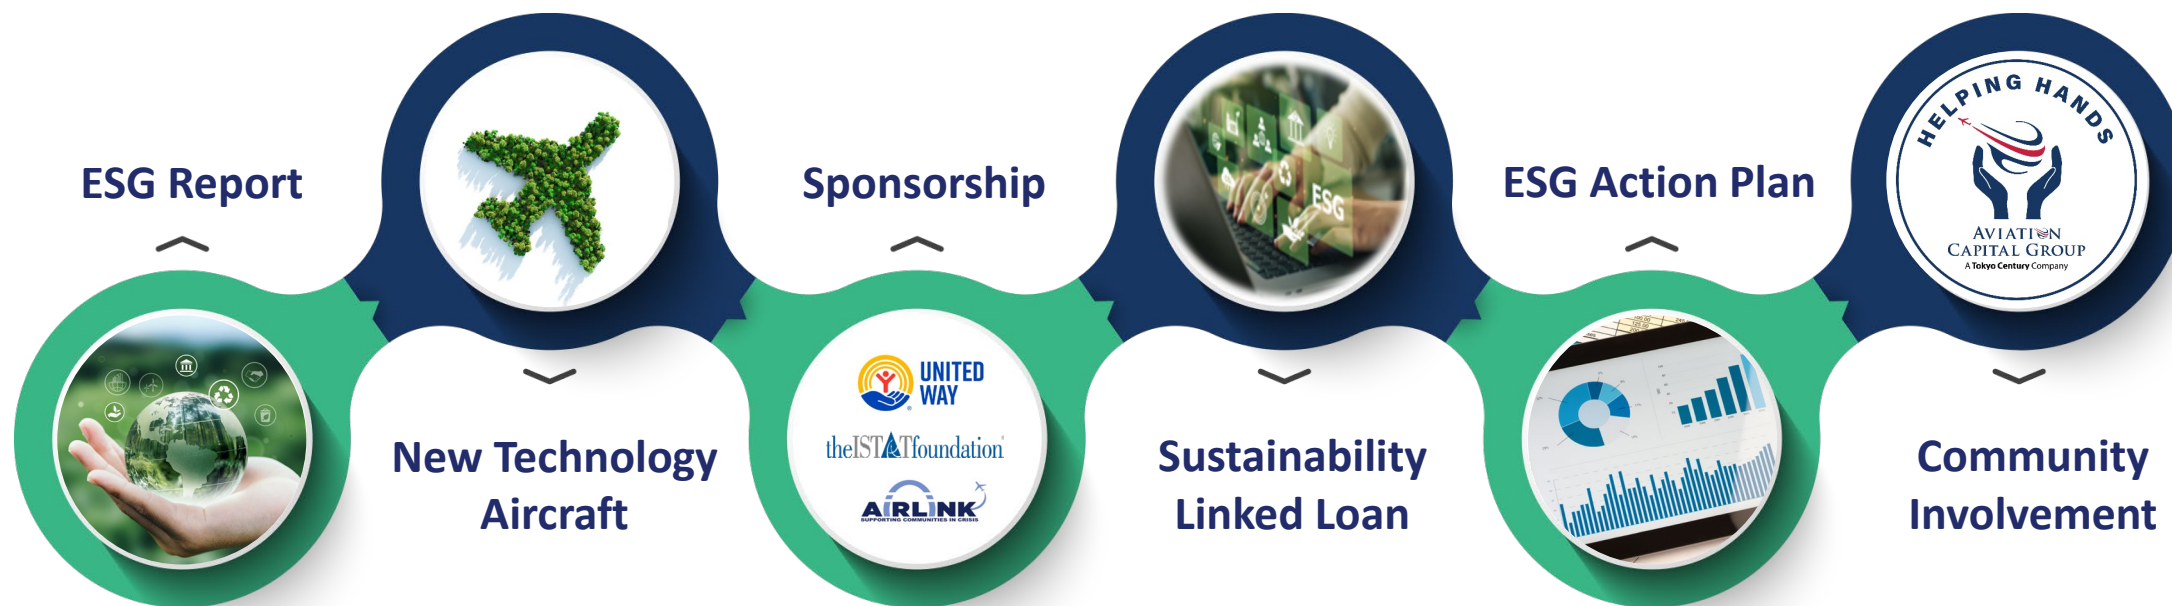 ESG Report
New Technology
Aircraft
Sponsorship
UNITED
WAY
theISTATfoundation
AIRLINK
SUPPORTING COMMUNITIES IN CRISIS
ESG
Sustainability
Linked Loan
ESG Action Plan
HELPING HANDS
AVIATION
CAPITAL GROUP
A Tokyo Century Company
Community
Involvement